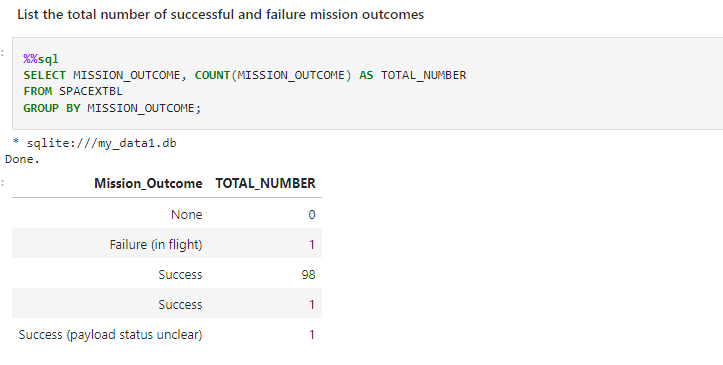 List the total number of successful and failure mission outcomes
:
%%sql
SELECT MISSION_OUTCOME, COUNT(MISSION_OUTCOME) AS TOTAL_NUMBER
FROM SPACEXTBL
GROUP BY MISSION_OUTCOME;
* sqlite:///my_data1.db
Done.
:
Mission_Outcome TOTAL_NUMBER
None 0
Failure (in flight) 1
Success 98
Success 1
Success (payload status unclear) 1